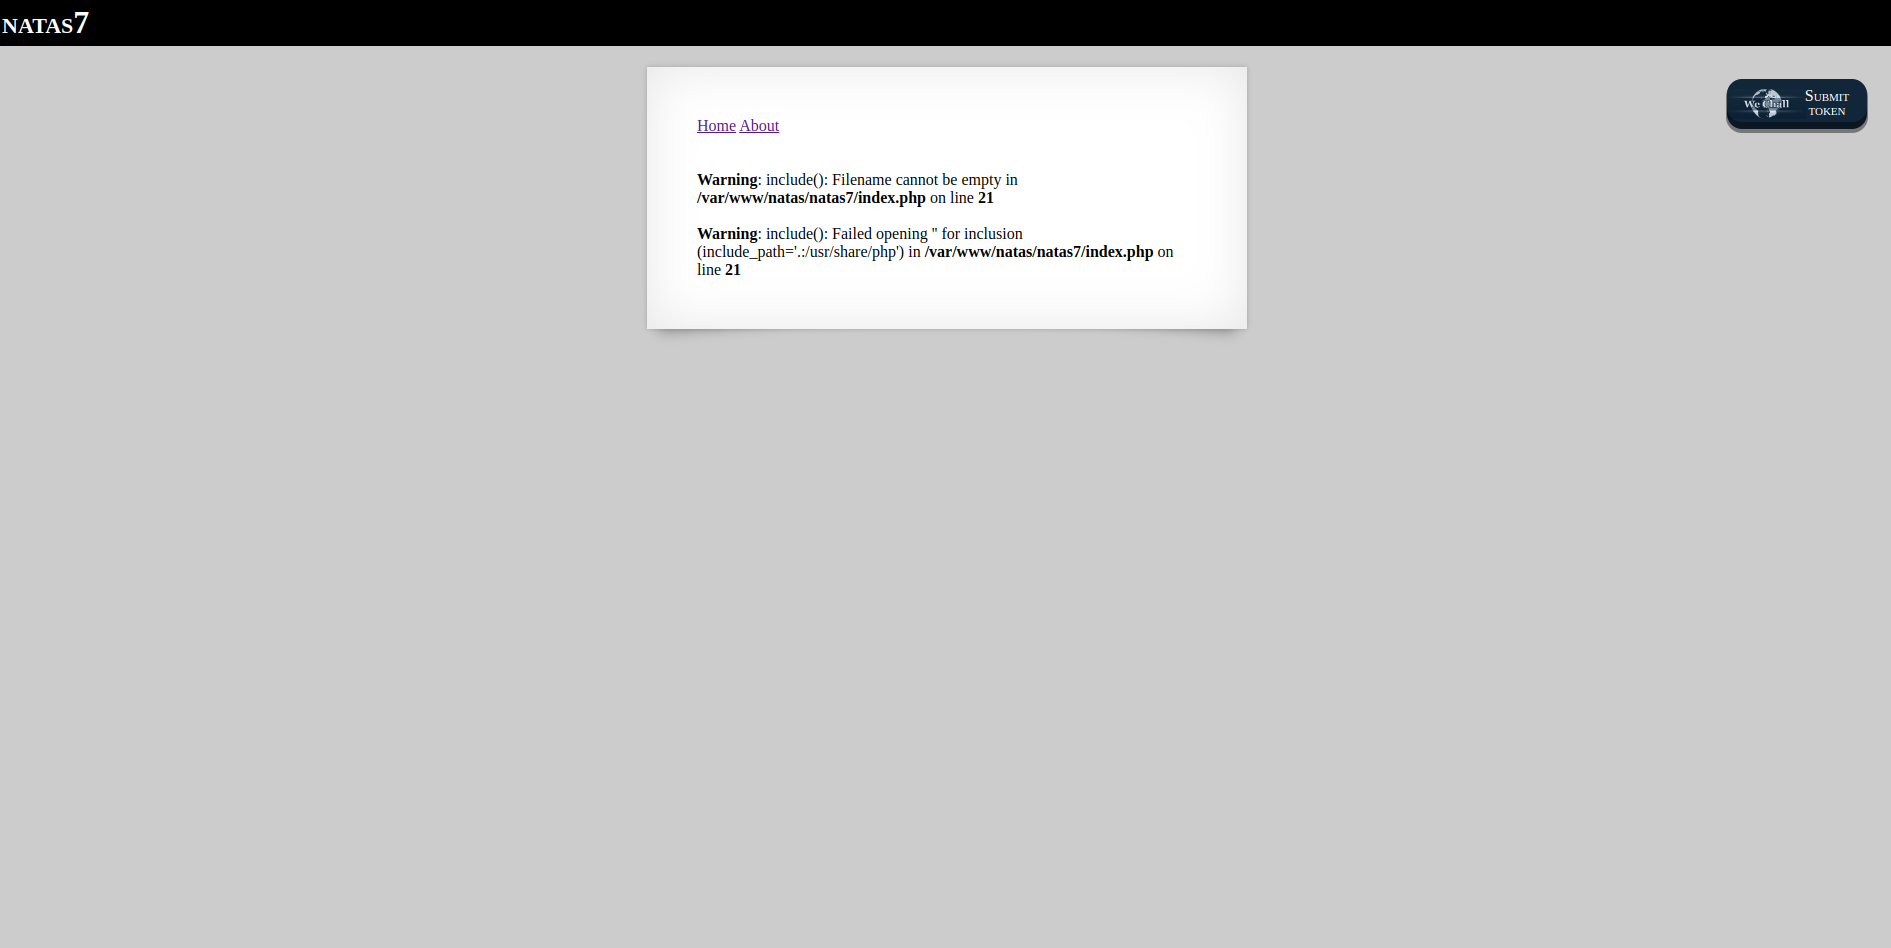 NATAS7
We Chall
Submit
token
Home About
Warning: include(): Filename cannot be empty in
/var/www/natas/natas7/index.php on line 21
Warning: include(): Failed opening '' for inclusion
(include_path='.:/usr/share/php') in /var/www/natas/natas7/index.php on
line 21